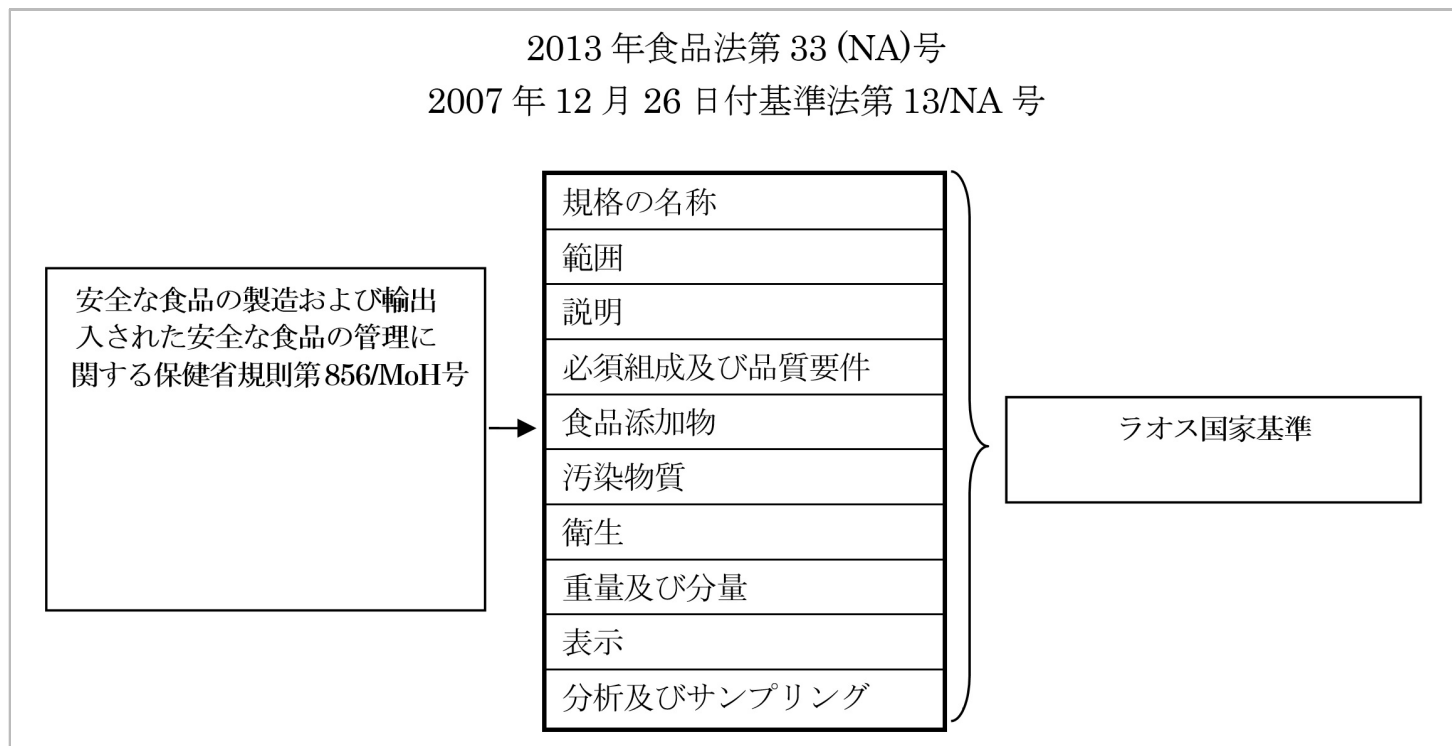 2013 年食品法第 33 (NA)号
2007 年 12 月 26 日付基準法第 13/NA 号
安全な食品の製造および輸出
入された安全な食品の管理に
関する保健省規則第 856/MoH号
規格の名称
範囲
説明
必須組成及び品質要件
食品添加物
汚染物質
衛生
重量及び分量
表示
分析及びサンプリング
ラオス国家基準